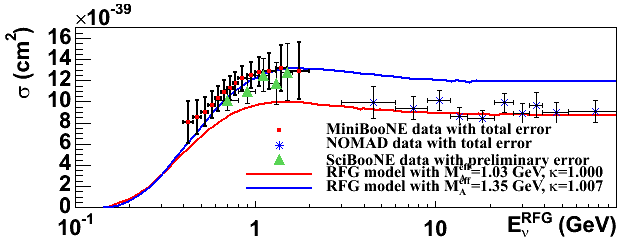 ×10⁻³⁹
σ (cm²)
16
14
12
10
8
6
4
2
0
MiniBooNE data with total error
NOMAD data with total error
SciBooNE data with preliminary error
RFG model with M_A^eff=1.03 GeV, κ=1.000
RFG model with M_A^eff=1.35 GeV, κ=1.007
10⁻¹ 1 10
E_ν^RFG (GeV)